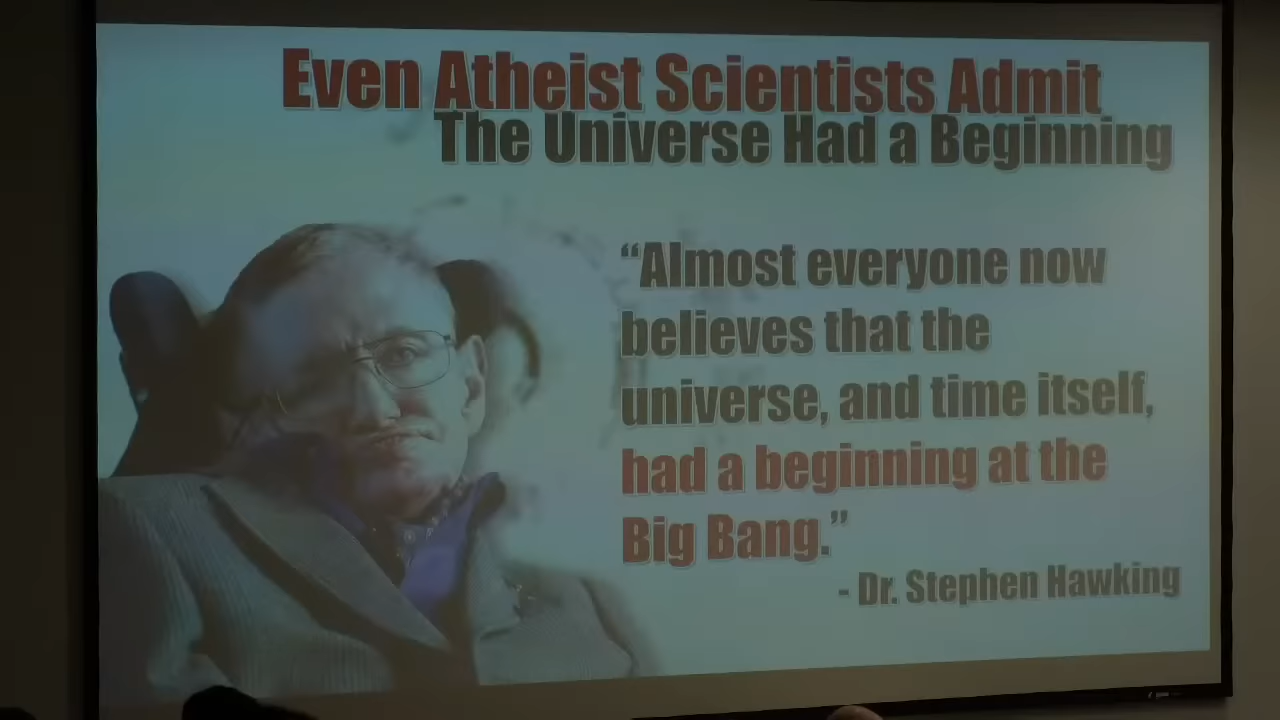 Even Atheist Scientists Admit
The Universe Had a Beginning
“Almost everyone now
believes that the
universe, and time itself,
had a beginning at the
Big Bang.”
- Dr. Stephen Hawking